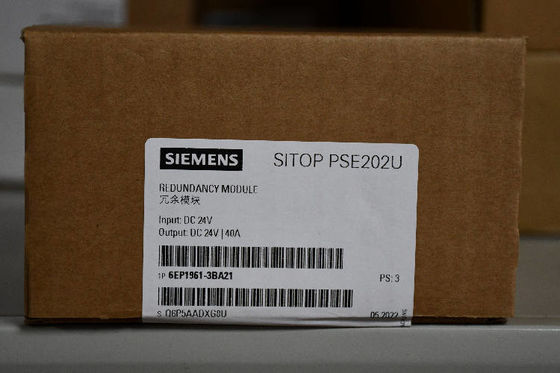 SIEMENS SITOP PSE202U
REDUNDANCY MODULE
冗余模块
Input: DC 24V
Output: DC 24V | 40A
1P 6EP1961-3BA21 PS: 3
S Q6P5AADXG8U 05.2022